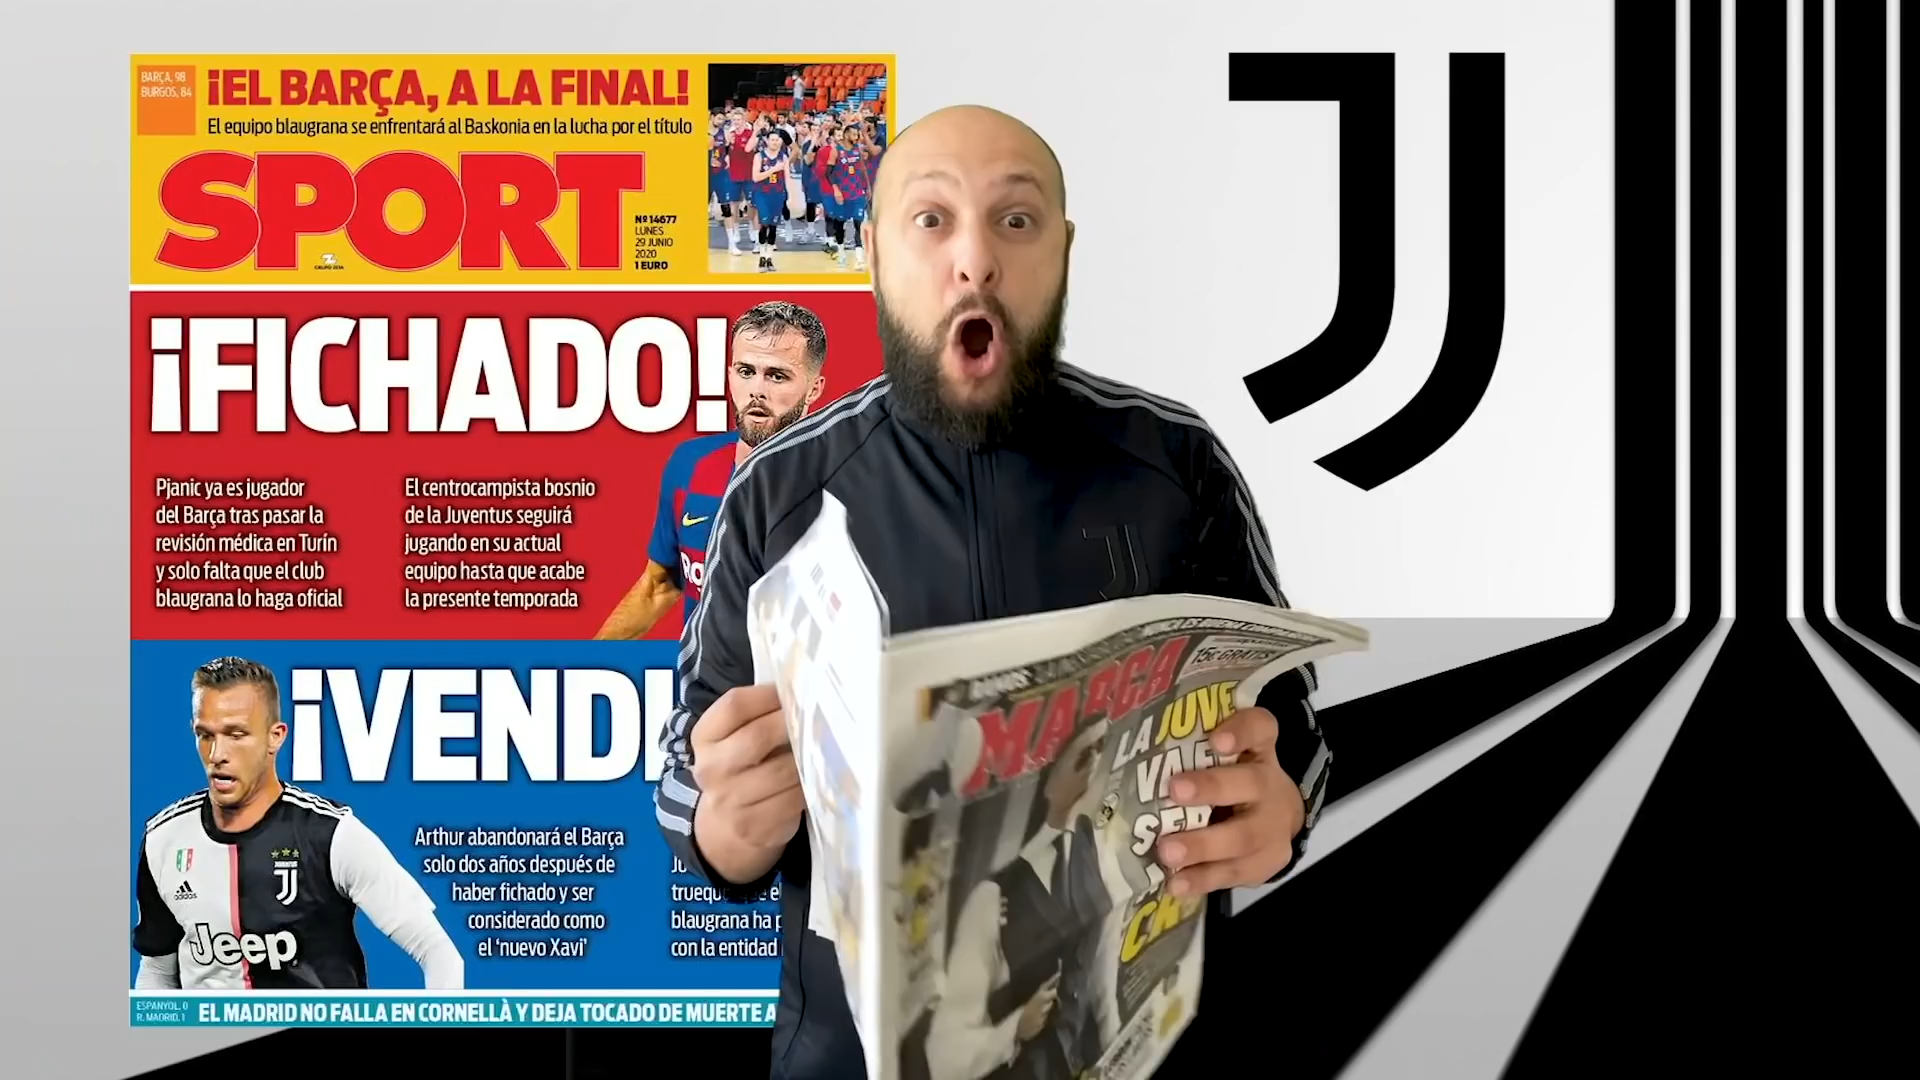 BARÇA, 98
BURGOS, 84
¡EL BARÇA, A LA FINAL!
El equipo blaugrana se enfrentará al Baskonia en la lucha por el título
SPORT
Nº 14677
LUNES
29 JUNIO
2020
1 EURO
¡FICHADO!
Pjanic ya es jugador
del Barça tras pasar la
revisión médica en Turín
y solo falta que el club
blaugrana lo haga oficial
El centrocampista bosnio
de la Juventus seguirá
jugando en su actual
equipo hasta que acabe
la presente temporada
¡VENDI
Arthur abandonará el Barça
solo dos años después de
haber fichado y ser
considerado como
el ‘nuevo Xavi’
blaugrana ha
con la entidad
adidas
JUVENTUS
Jeep
ESPANYOL, 0
R. MADRID, 1
EL MADRID NO FALLA EN CORNELLÀ Y DEJA TOCADO DE MUERTE A
MARCA
15€ GRATIS
LA JUVE